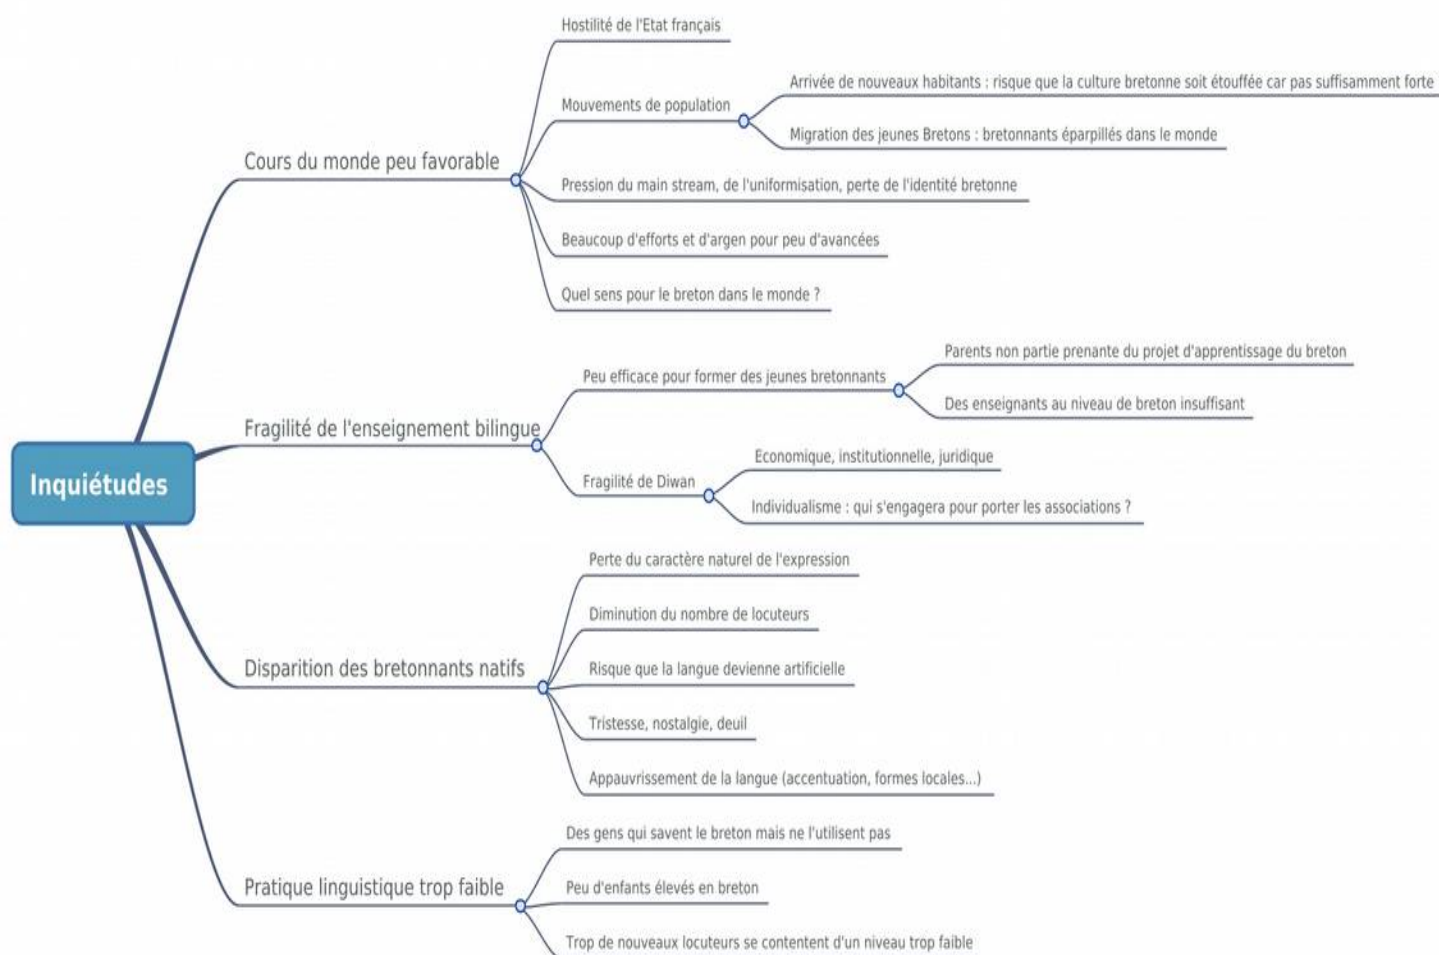 Hostilité de l'Etat français
Arrivée de nouveaux habitants : risque que la culture bretonne soit étouffée car pas suffisamment forte
Mouvements de population
Migration des jeunes Bretons : bretonnants éparpillés dans le monde
Cours du monde peu favorable
Pression du main stream, de l'uniformisation, perte de l'identité bretonne
Beaucoup d'efforts et d'argen pour peu d'avancées
Quel sens pour le breton dans le monde ?
Parents non partie prenante du projet d'apprentissage du breton
Peu efficace pour former des jeunes bretonnants
Des enseignants au niveau de breton insuffisant
Fragilité de l'enseignement bilingue
Economique, institutionnelle, juridique
Fragilité de Diwan
Individualisme : qui s'engagera pour porter les associations ?
Inquiétudes
Perte du caractère naturel de l'expression
Diminution du nombre de locuteurs
Disparition des bretonnants natifs
Risque que la langue devienne artificielle
Tristesse, nostalgie, deuil
Appauvrissement de la langue (accentuation, formes locales...)
Des gens qui savent le breton mais ne l'utilisent pas
Pratique linguistique trop faible
Peu d'enfants élevés en breton
Trop de nouveaux locuteurs se contentent d'un niveau trop faible